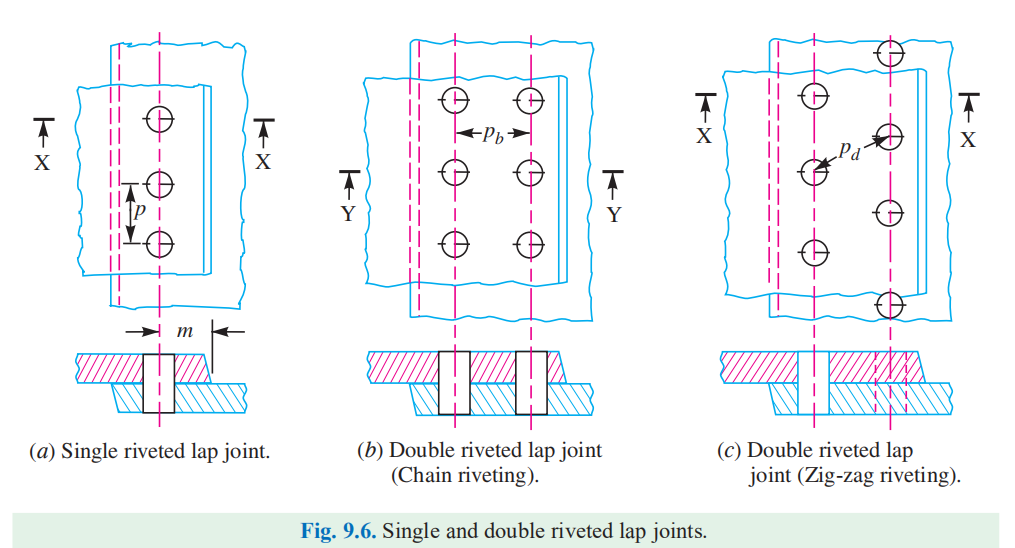 X
X
p
m
(a) Single riveted lap joint.
Y
Y
pb
(b) Double riveted lap joint
(Chain riveting).
X
X
pd
(c) Double riveted lap
joint (Zig-zag riveting).
Fig. 9.6. Single and double riveted lap joints.